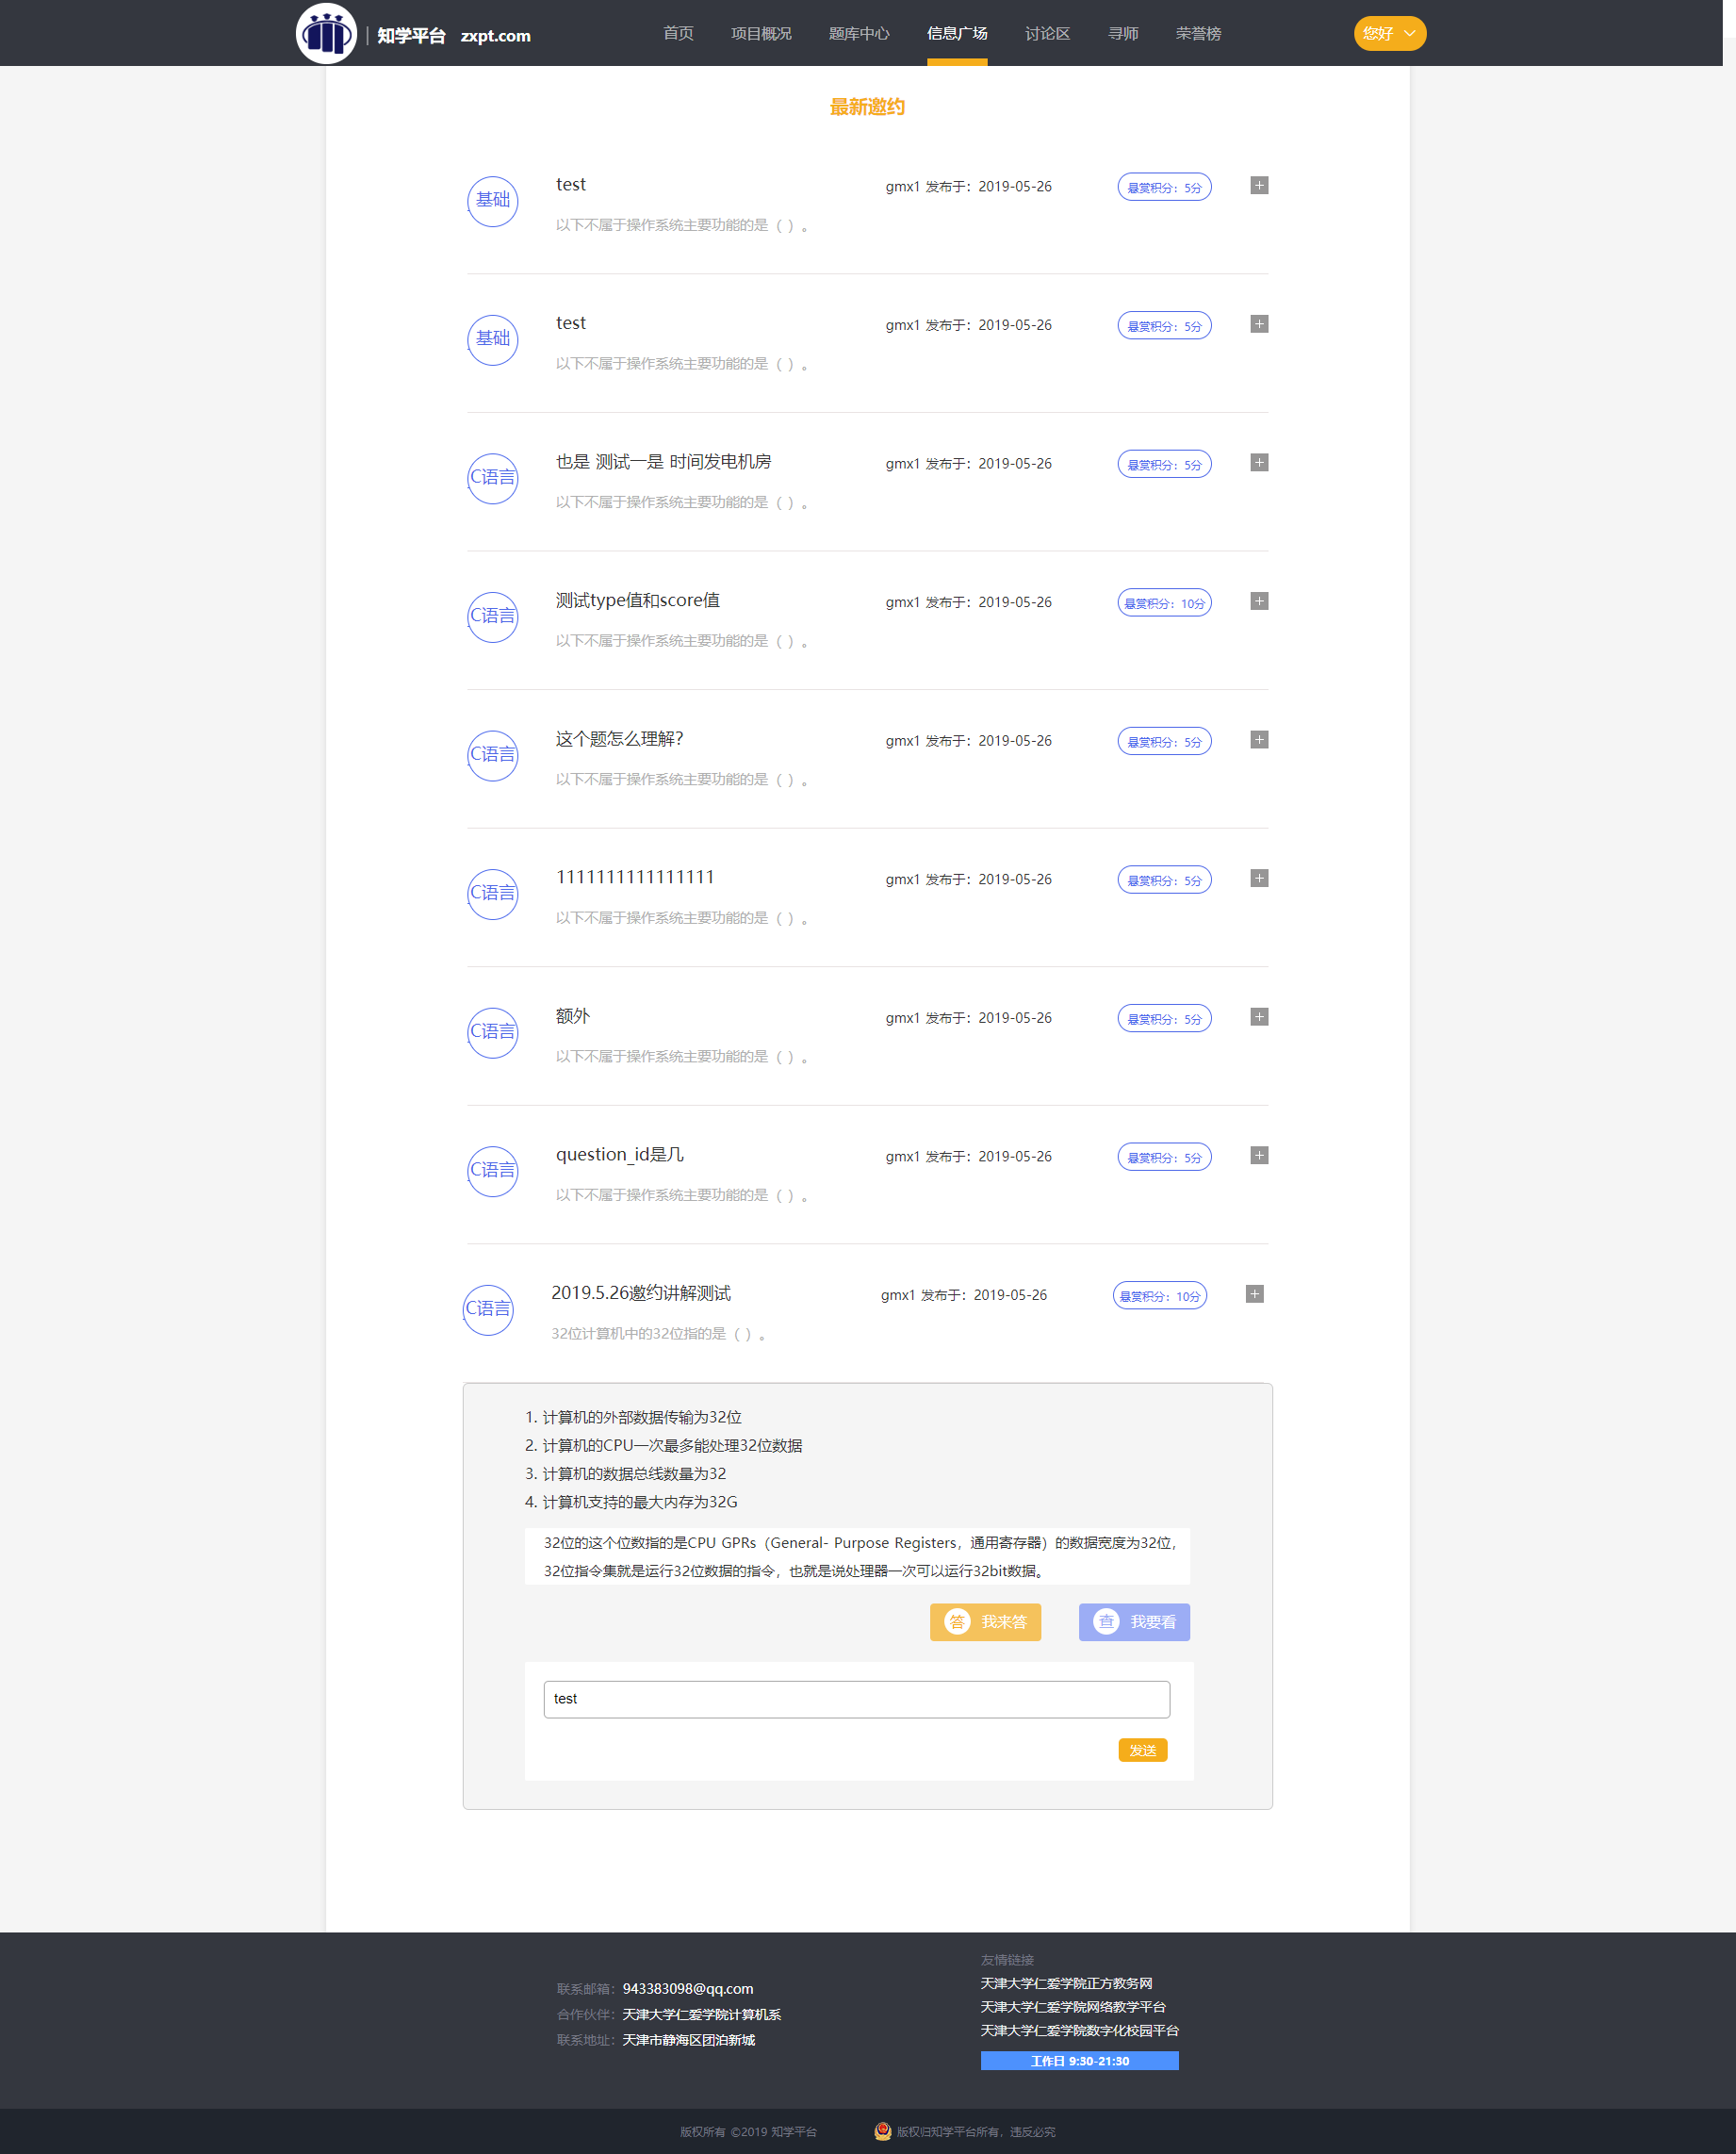 知学平台 zxpt.com 首页 项目概况 题库中心 信息广场 讨论区 寻师 荣誉榜 您好
最新邀约
基础 test gmx1 发布于：2019-05-26 悬赏积分：5分
以下不属于操作系统主要功能的是（ ）。
基础 test gmx1 发布于：2019-05-26 悬赏积分：5分
以下不属于操作系统主要功能的是（ ）。
C语言 也是 测试一是 时间发电机房 gmx1 发布于：2019-05-26 悬赏积分：5分
以下不属于操作系统主要功能的是（ ）。
C语言 测试type值和score值 gmx1 发布于：2019-05-26 悬赏积分：10分
以下不属于操作系统主要功能的是（ ）。
C语言 这个题怎么理解? gmx1 发布于：2019-05-26 悬赏积分：5分
以下不属于操作系统主要功能的是（ ）。
C语言 1111111111111111 gmx1 发布于：2019-05-26 悬赏积分：5分
以下不属于操作系统主要功能的是（ ）。
C语言 额外 gmx1 发布于：2019-05-26 悬赏积分：5分
以下不属于操作系统主要功能的是（ ）。
C语言 question_id是几 gmx1 发布于：2019-05-26 悬赏积分：5分
以下不属于操作系统主要功能的是（ ）。
C语言 2019.5.26邀约讲解测试 gmx1 发布于：2019-05-26 悬赏积分：10分
32位计算机中的32位指的是（ ）。
1. 计算机的外部数据传输为32位
2. 计算机的CPU一次最多能处理32位数据
3. 计算机的数据总线数量为32
4. 计算机支持的最大内存为32G
32位的这个位数指的是CPU GPRs（General- Purpose Registers，通用寄存器）的数据宽度为32位，
32位指令集就是运行32位数据的指令，也就是说处理器一次可以运行32bit数据。
答 我来答 查 我要看
test
发送
友情链接
联系邮箱：943383098@qq.com
合作伙伴：天津大学仁爱学院计算机系
联系地址：天津市静海区团泊新城
天津大学仁爱学院正方教务网
天津大学仁爱学院网络教学平台
天津大学仁爱学院数字化校园平台
工作日 9:30-21:30
版权所有 ©2019 知学平台 版权归知学平台所有，违反必究